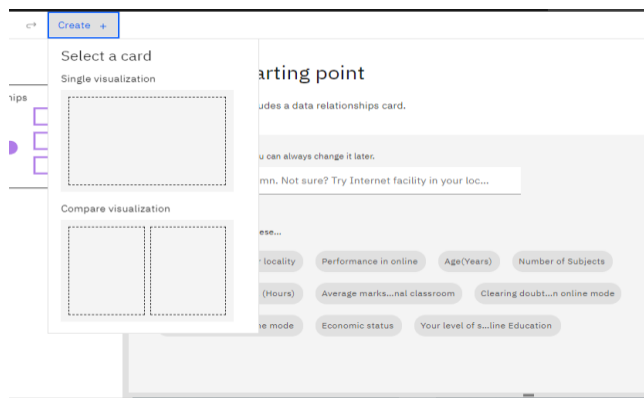 Create +
Select a card
Single visualization
Compare visualization
arting point
udes a data relationships card.
u can always change it later.
mn. Not sure? Try Internet facility in your loc...
ese...
locality
Performance in online
Age(Years)
Number of Subjects
(Hours)
Average marks...nal classroom
Clearing doubt...n online mode
ne mode
Economic status
Your level of s...line Education
hips